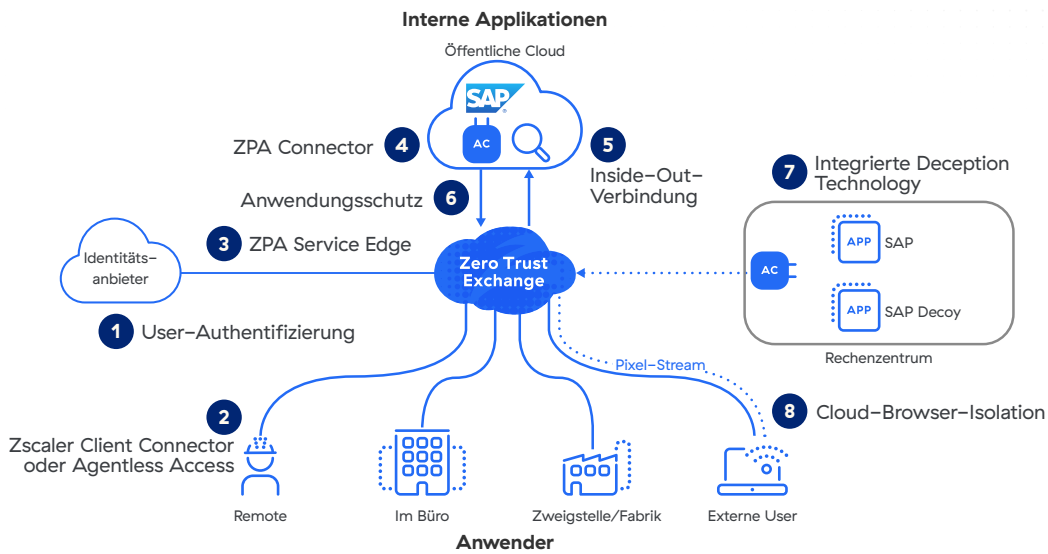 Interne Applikationen
Öffentliche Cloud
SAP
AC
4
ZPA Connector
5
Inside-Out-
Verbindung
6
Anwendungsschutz
7
Integrierte Deception
Technology
3
ZPA Service Edge
Identitäts-
anbieter
Zero Trust
Exchange
AC
APP
SAP
APP
SAP Decoy
Rechenzentrum
1
User-Authentifizierung
Pixel-Stream
2
Zscaler Client Connector
oder Agentless Access
8
Cloud-Browser-Isolation
Remote
Im Büro
Zweigstelle/Fabrik
Externe User
Anwender